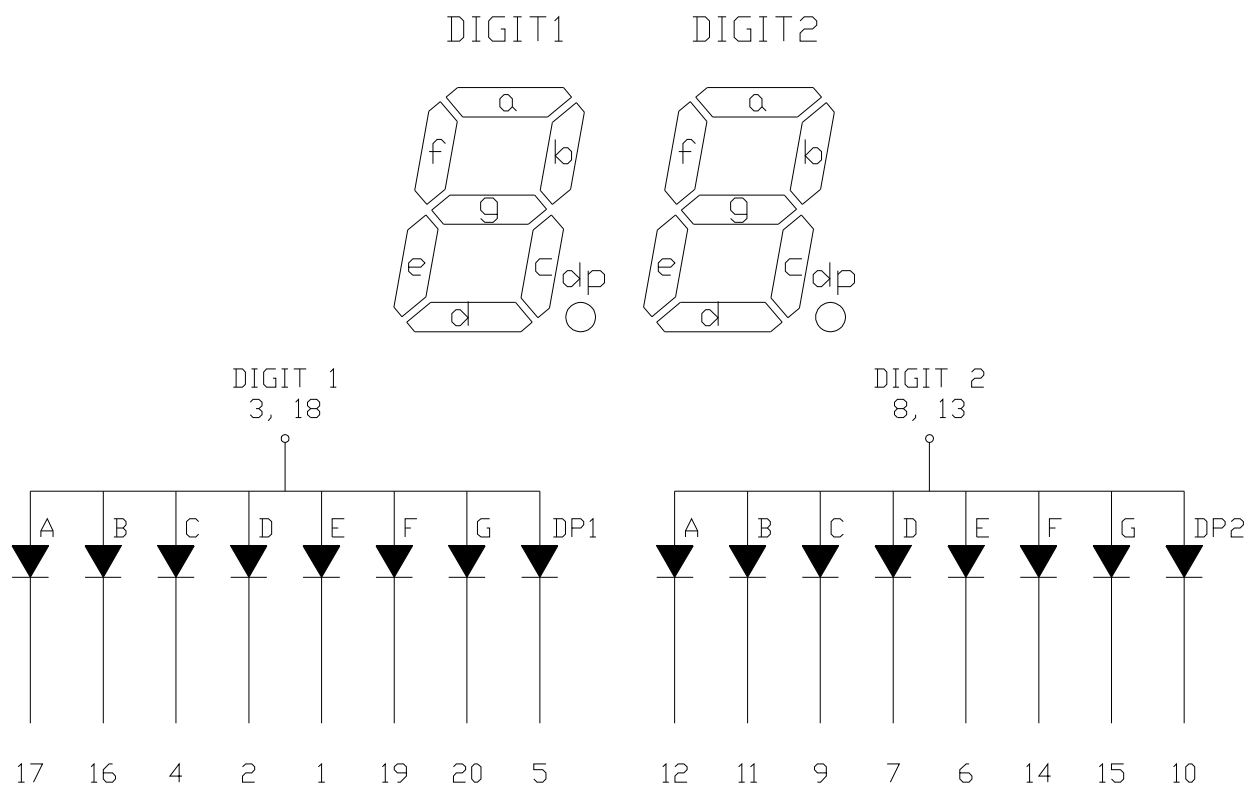 DIGIT1 DIGIT2
a a
f b f b
g g
e c dp e c dp
d d
DIGIT 1 DIGIT 2
3, 18 8, 13
A B C D E F G DP1 A B C D E F G DP2
17 16 4 2 1 19 20 5 12 11 9 7 6 14 15 10